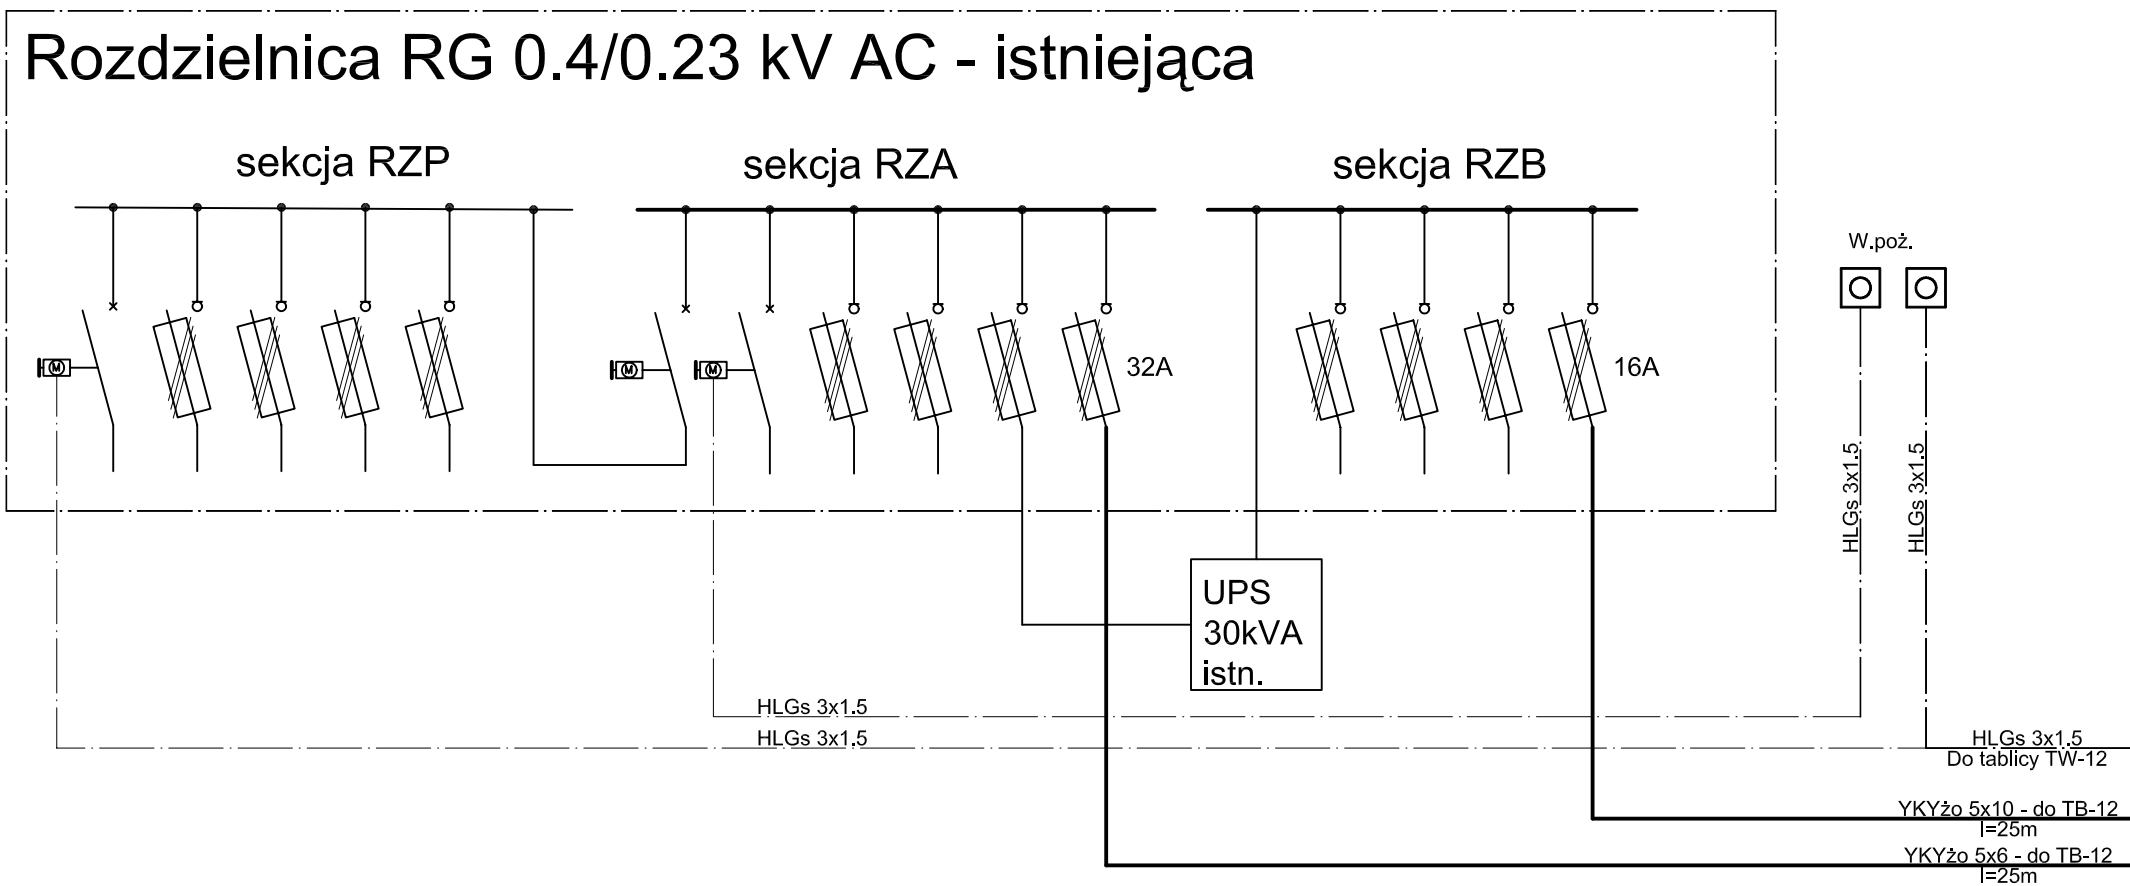 Rozdzielnica RG 0.4/0.23 kV AC - istniejąca
sekcja RZP
sekcja RZA
sekcja RZB
W.poż.
M
M
M
32A
16A
HLGs 3x1.5
HLGs 3x1.5
UPS
30kVA
istn.
HLGs 3x1.5
HLGs 3x1.5
HLGs 3x1.5
Do tablicy TW-12
YKYżo 5x10 - do TB-12
l=25m
YKYżo 5x6 - do TB-12
l=25m